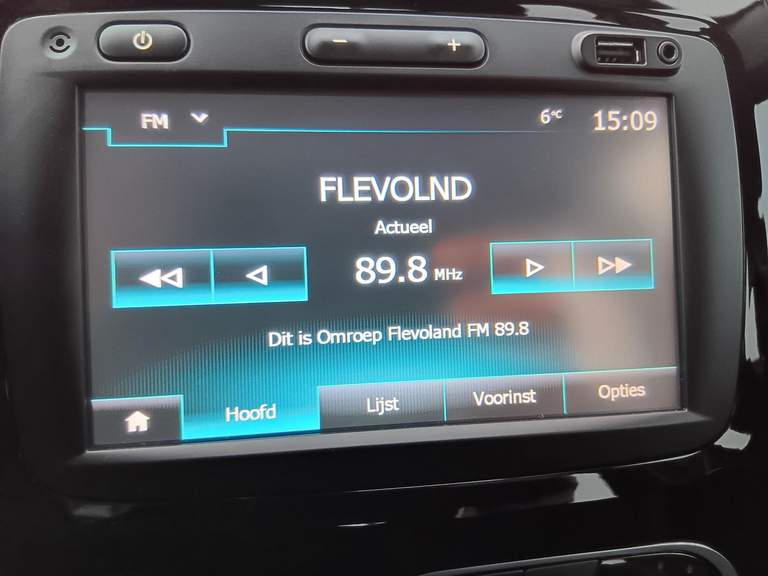 FM
6°C
15:09
FLEVOLND
Actueel
89.8 MHz
Dit is Omroep Flevoland FM 89.8
Hoofd
Lijst
Voorinst
Opties